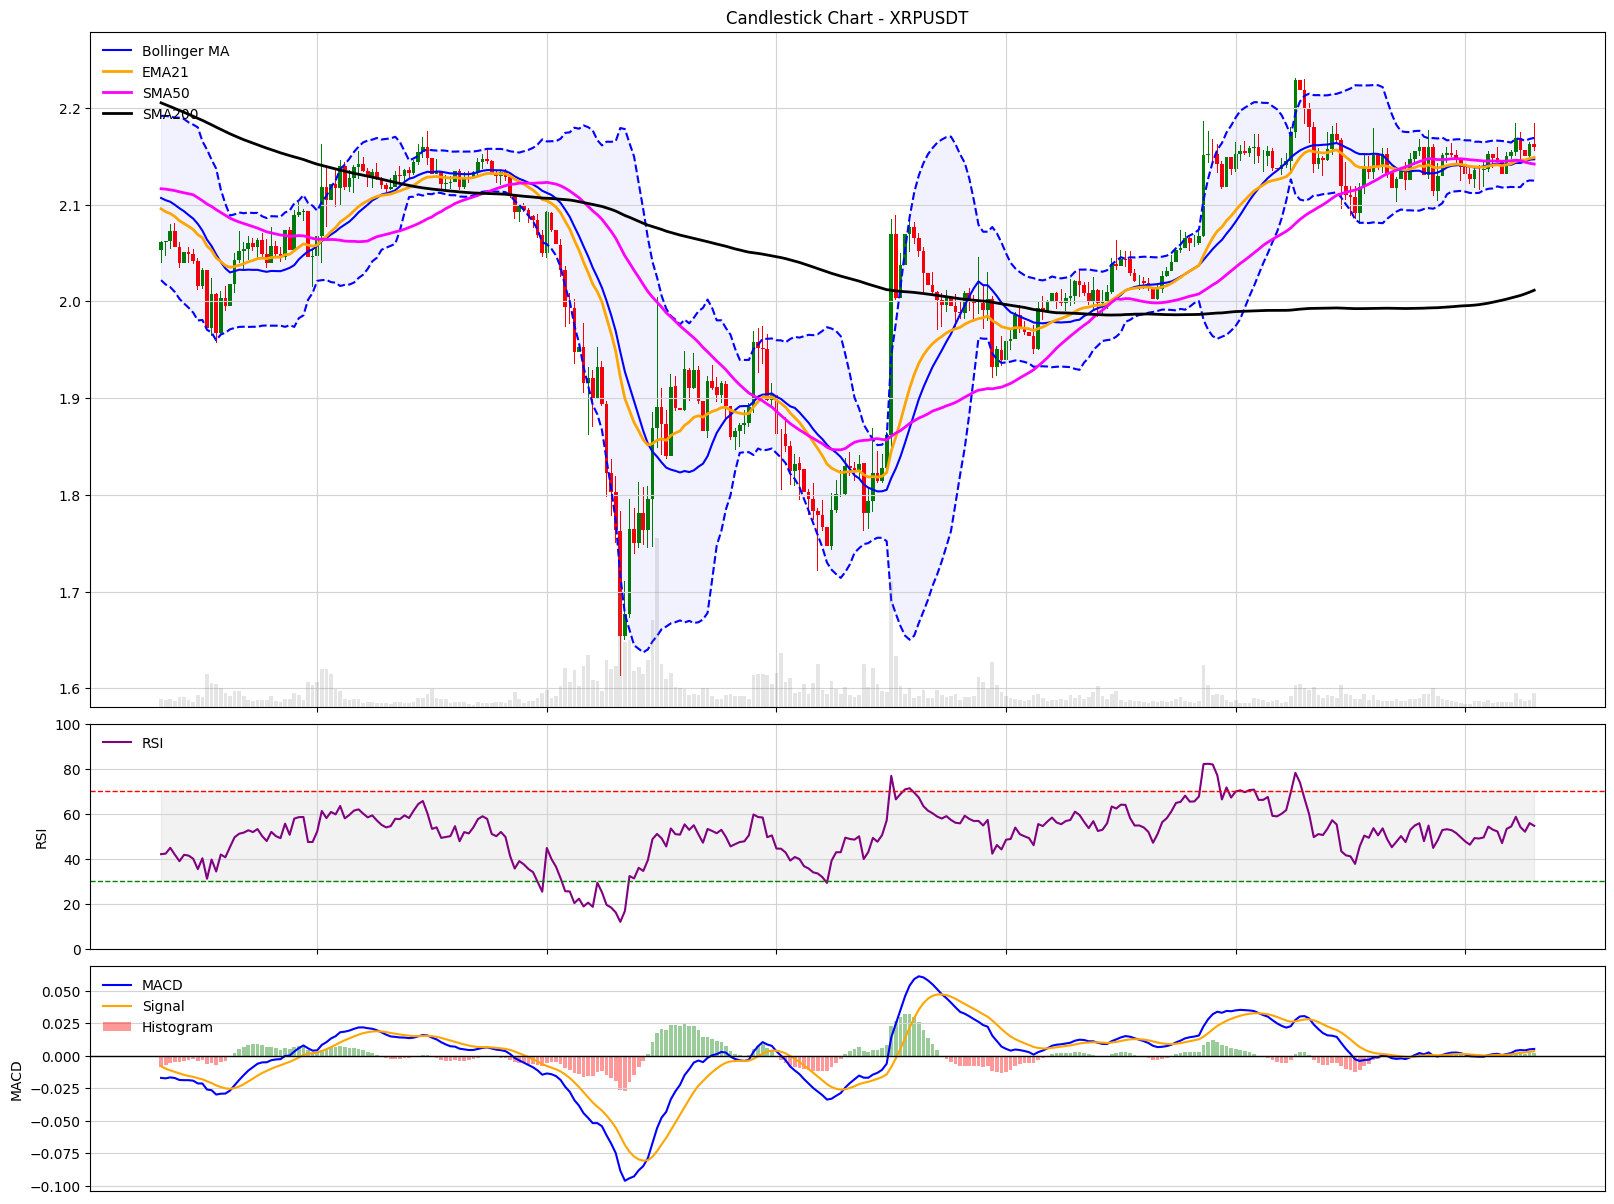 Candlestick Chart - XRPUSDT
Bollinger MA
EMA21
SMA50
SMA200
2.2
2.1
2.0
1.9
1.8
1.7
1.6
100
80
60
40
20
0
RSI
RSI
0.050
0.025
0.000
−0.025
−0.050
−0.075
−0.100
MACD
MACD
Signal
Histogram